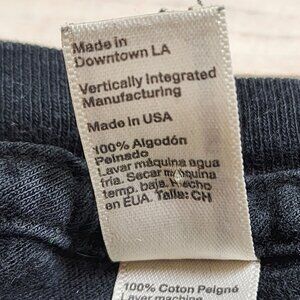 Made in
Downtown LA
Vertically Integrated
Manufacturing
Made in USA
100% Algodón
Peinado
Lavar máquina agua
fría. Secar máquina
temp. baja. Hecho
en EUA. Talla: CH
100% Coton Peigné
Laver machine